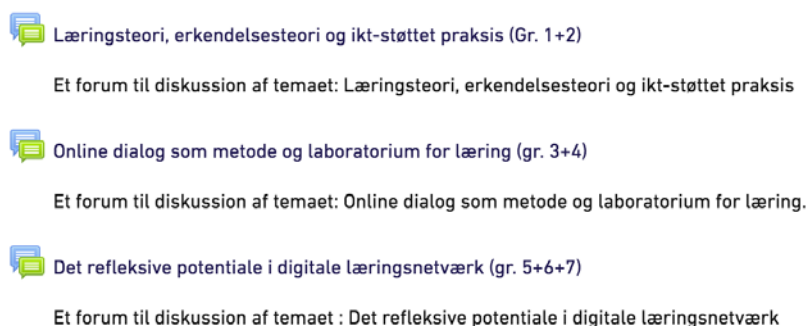 Læringsteori, erkendelsesteori og ikt-støttet praksis (Gr. 1+2)
Et forum til diskussion af temaet: Læringsteori, erkendelsesteori og ikt-støttet praksis
Online dialog som metode og laboratorium for læring (gr. 3+4)
Et forum til diskussion af temaet: Online dialog som metode og laboratorium for læring.
Det refleksive potentiale i digitale læringsnetværk (gr. 5+6+7)
Et forum til diskussion af temaet : Det refleksive potentiale i digitale læringsnetværk